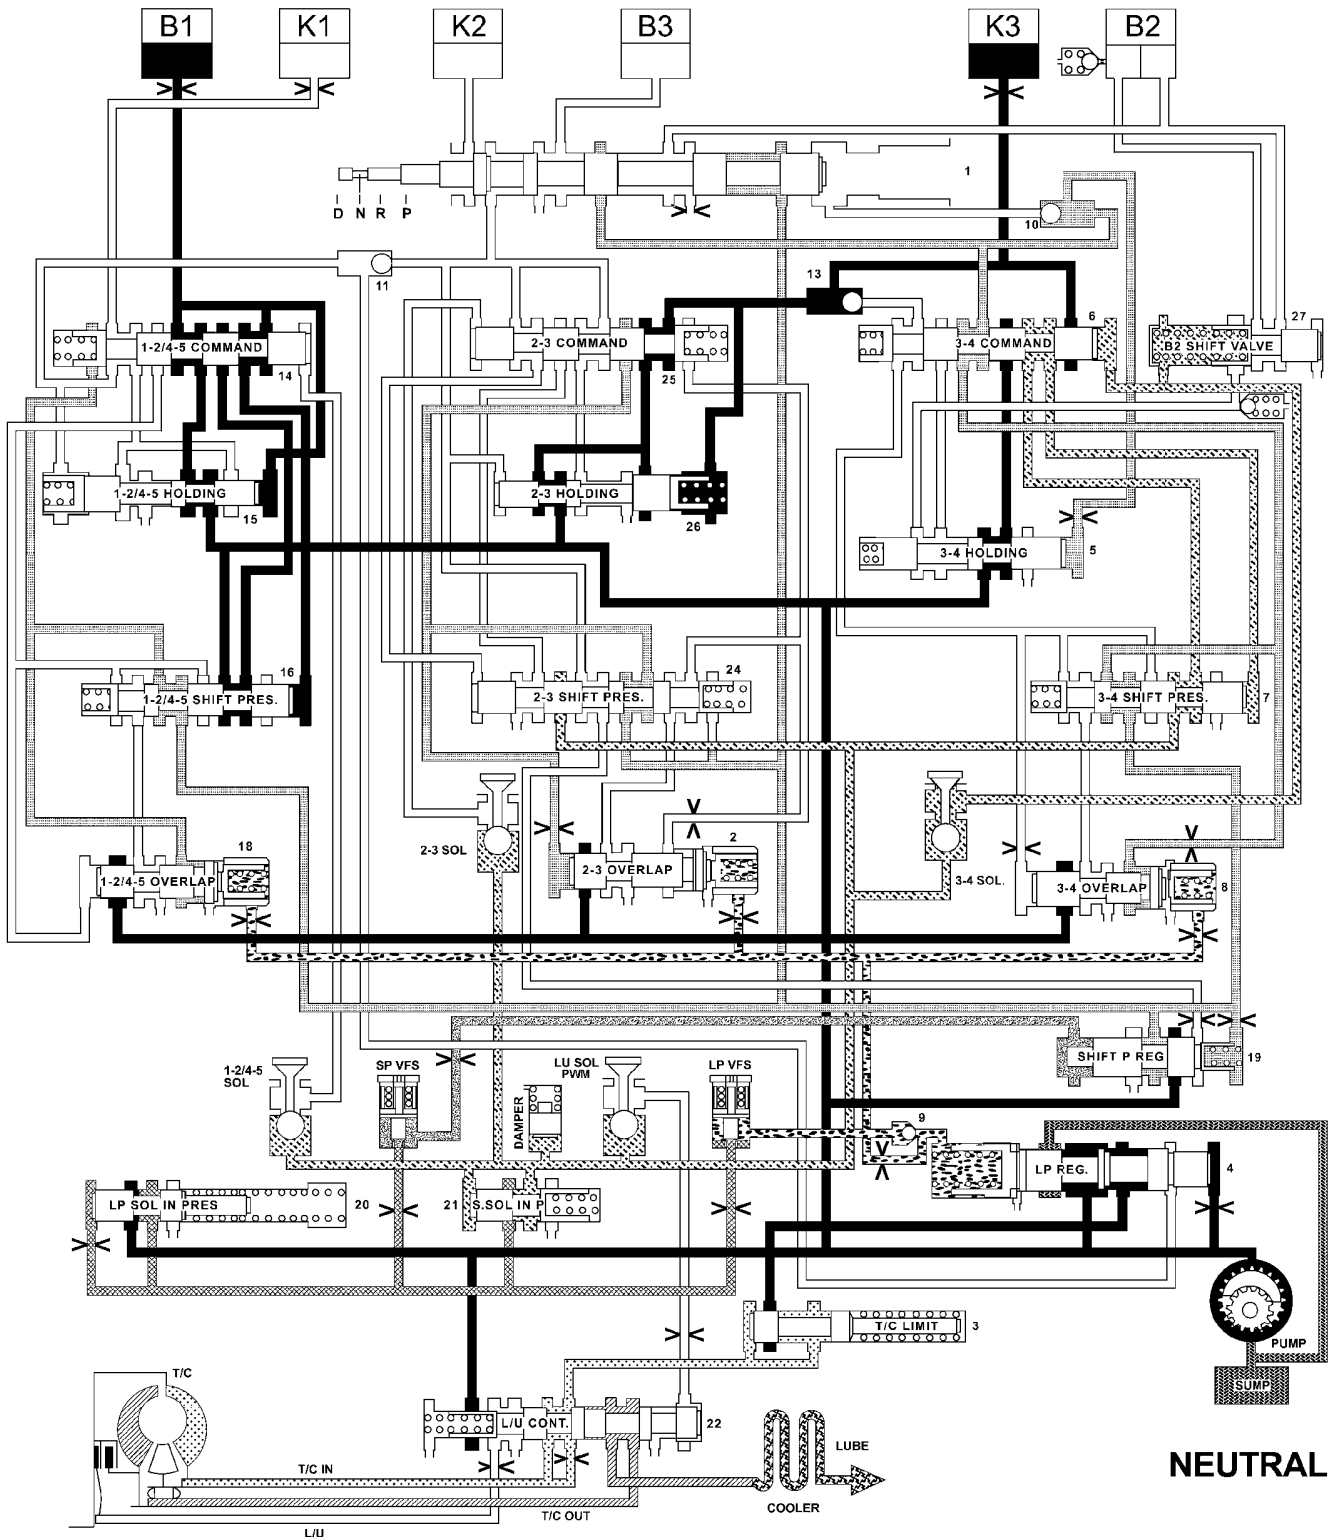 B1
K1
K2
B3
K3
B2
1
D N R P
10
11
13
6
27
1-2/4-5 COMMAND
2-3 COMMAND
3-4 COMMAND
B2 SHIFT VALVE
14
25
1-2/4-5 HOLDING
2-3 HOLDING
15
26
3-4 HOLDING
5
16
24
1-2/4-5 SHIFT PRES.
2-3 SHIFT PRES.
3-4 SHIFT PRES.
7
18
2-3 SOL
2
1-2/4-5 OVERLAP
2-3 OVERLAP
3-4 SOL.
3-4 OVERLAP
8
SHIFT P REG
19
1-2/4-5
SOL
SP VFS
LU SOL
PWM
LP VFS
DAMPER
9
LP REG.
4
LP SOL IN PRES
20
21
S.SOL IN P
T/C LIMIT
3
PUMP
SUMP
T/C
L/U CONT.
22
LUBE
T/C IN
COOLER
T/C OUT
L/U
NEUTRAL